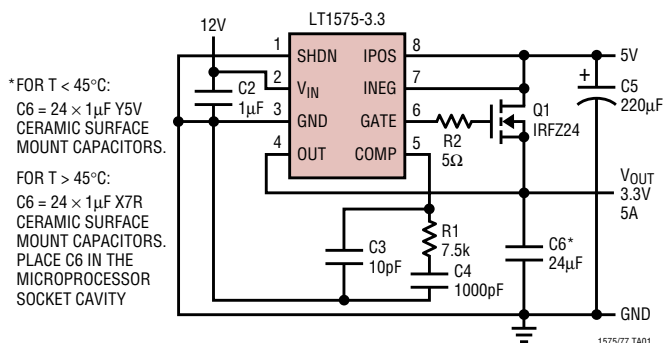 LT1575-3.3
12V
1 SHDN IPOS 8
5V
2 VIN INEG 7
3 GND GATE 6
4 OUT COMP 5
C2
1µF
+
C5
220µF
Q1
IRFZ24
R2
5Ω
VOUT
3.3V
5A
*FOR T < 45°C:
C6 = 24 × 1µF Y5V
CERAMIC SURFACE
MOUNT CAPACITORS.
FOR T > 45°C:
C6 = 24 × 1µF X7R
CERAMIC SURFACE
MOUNT CAPACITORS.
PLACE C6 IN THE
MICROPROCESSOR
SOCKET CAVITY
C3
10pF
R1
7.5k
C4
1000pF
C6*
24µF
GND
1575/77 TA01